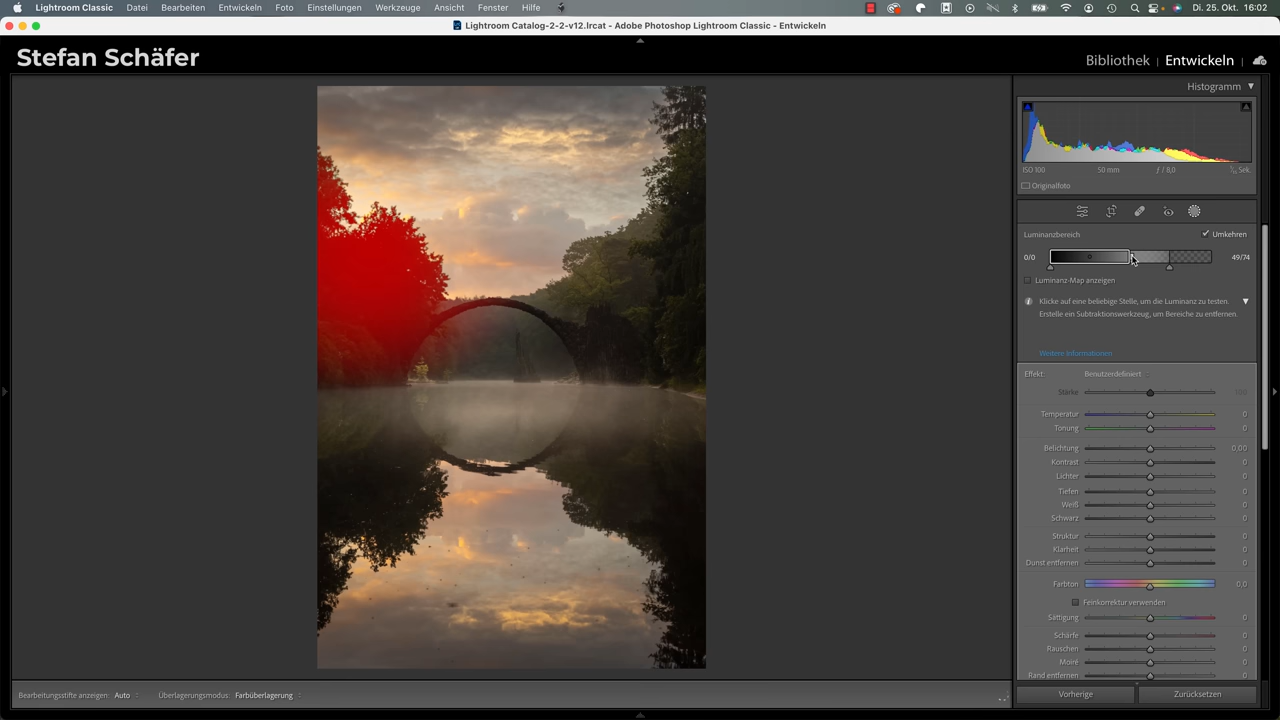 Lightroom Classic Datei Bearbeiten Entwickeln Foto Einstellungen Werkzeuge Ansicht Fenster Hilfe Di. 25. Okt. 16:02
Lightroom Catalog-2-2-v12.lrcat - Adobe Photoshop Lightroom Classic - Entwickeln
Stefan Schäfer
Bibliothek | Entwickeln |
Histogramm
ISO 100 50 mm ƒ / 8,0 Sek.
Originalfoto
Luminanzbereich Umkehren
0/0 49/74
Luminanz-Map anzeigen
Klicke auf eine beliebige Stelle, um die Luminanz zu testen.
Erstelle ein Subtraktionswerkzeug, um Bereiche zu entfernen.
Weitere Informationen
Effekt: Benutzerdefiniert
Stärke 100
Temperatur 0
Tonung 0
Belichtung 0,00
Kontrast 0
Lichter 0
Tiefen 0
Weiß 0
Schwarz 0
Struktur 0
Klarheit 0
Dunst entfernen 0
Farbton 0,0
Feinkorrektur verwenden
Sättigung 0
Schärfe 0
Rauschen 0
Moiré 0
Rand entfernen 0
Bearbeitungsstifte anzeigen: Auto Überlagerungsmodus: Farbüberlagerung
Vorherige Zurücksetzen